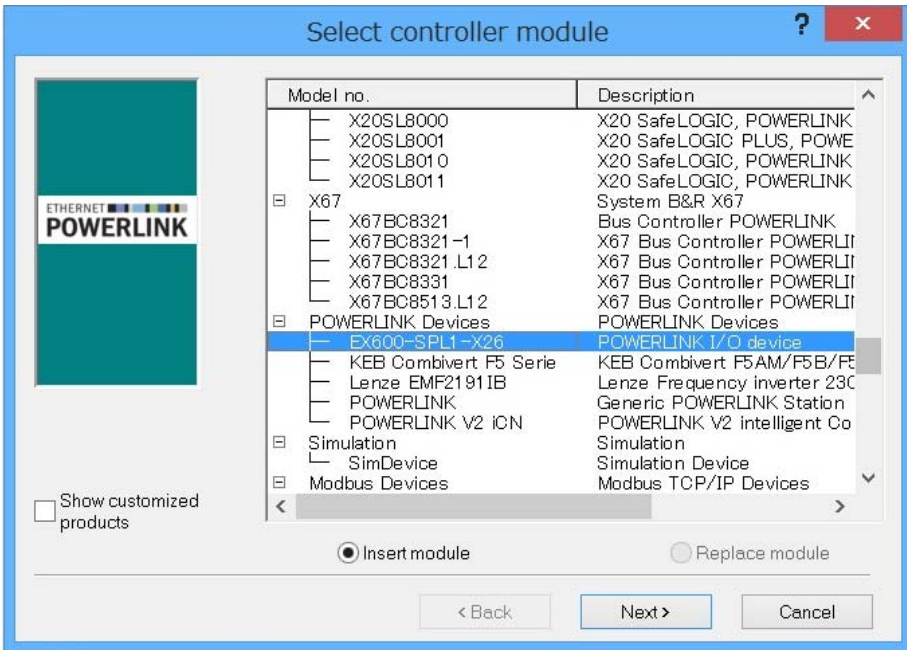 Select controller module
?
×
ETHERNET
POWERLINK
Model no. Description
X20SL8000 X20 SafeLOGIC, POWERLINK
X20SL8001 X20 SafeLOGIC PLUS, POWE
X20SL8010 X20 SafeLOGIC, POWERLINK
X20SL8011 X20 SafeLOGIC, POWERLINK
X67 System B&R X67
X67BC8321 Bus Controller POWERLINK
X67BC8321-1 X67 Bus Controller POWERLI
X67BC8321.L12 X67 Bus Controller POWERLI
X67BC8331 X67 Bus Controller POWERLI
X67BC8513.L12 X67 Bus Controller POWERLI
POWERLINK Devices POWERLINK Devices
EX600-SPL1-X26 POWERLINK I/O device
KEB Combivert F5 Serie KEB Combivert F5AM/F5B/F5
Lenze EMF2191IB Lenze Frequency inverter 230
POWERLINK Generic POWERLINK Station
POWERLINK V2 iCN POWERLINK V2 intelligent Co
Simulation Simulation
SimDevice Simulation Device
Modbus Devices Modbus TCP/IP Devices
Show customized
products
Insert module Replace module
< Back Next > Cancel